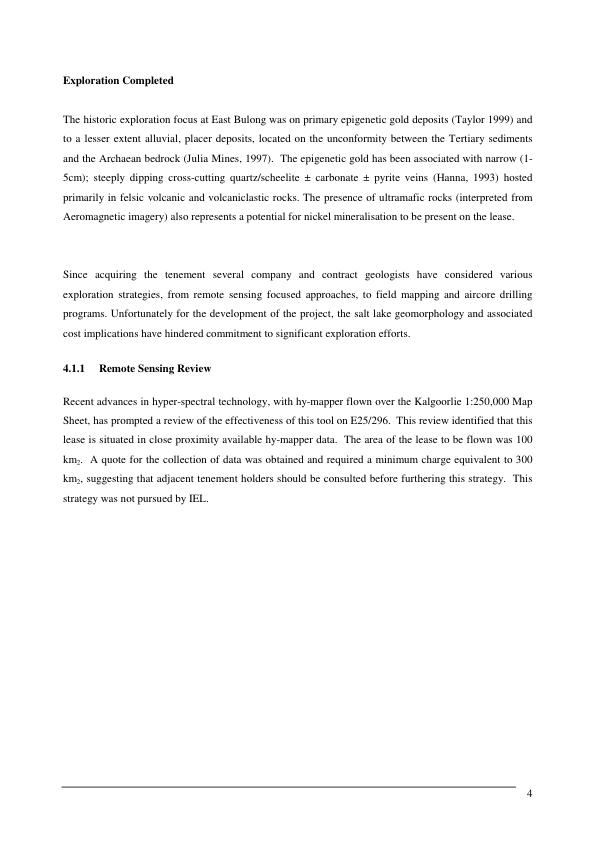 Exploration Completed
The historic exploration focus at East Bulong was on primary epigenetic gold deposits (Taylor 1999) and
to a lesser extent alluvial, placer deposits, located on the unconformity between the Tertiary sediments
and the Archaean bedrock (Julia Mines, 1997).  The epigenetic gold has been associated with narrow (1-
5cm); steeply dipping cross-cutting quartz/scheelite ± carbonate ± pyrite veins (Hanna, 1993) hosted
primarily in felsic volcanic and volcaniclastic rocks. The presence of ultramafic rocks (interpreted from
Aeromagnetic imagery) also represents a potential for nickel mineralisation to be present on the lease.
Since acquiring the tenement several company and contract geologists have considered various
exploration strategies, from remote sensing focused approaches, to field mapping and aircore drilling
programs. Unfortunately for the development of the project, the salt lake geomorphology and associated
cost implications have hindered commitment to significant exploration efforts.
4.1.1 Remote Sensing Review
Recent advances in hyper-spectral technology, with hy-mapper flown over the Kalgoorlie 1:250,000 Map
Sheet, has prompted a review of the effectiveness of this tool on E25/296.  This review identified that this
lease is situated in close proximity available hy-mapper data.  The area of the lease to be flown was 100
km₂.  A quote for the collection of data was obtained and required a minimum charge equivalent to 300
km₂, suggesting that adjacent tenement holders should be consulted before furthering this strategy.  This
strategy was not pursued by IEL.
4